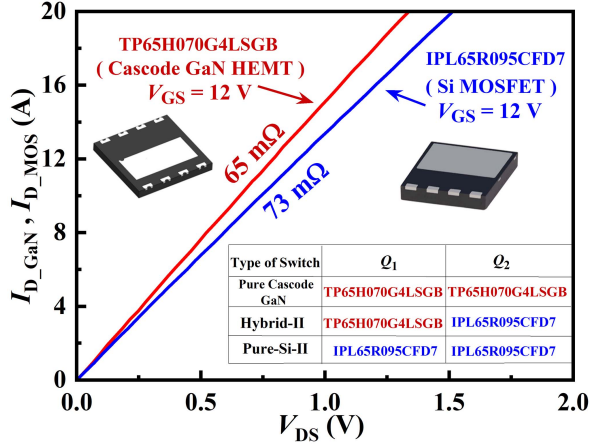 20
16
12
8
4
0
I_D_GaN , I_D_MOS (A)
TP65H070G4LSGB
( Cascode GaN HEMT )
V_GS = 12 V
IPL65R095CFD7
( Si MOSFET )
V_GS = 12 V
65 mΩ
73 mΩ
Type of Switch Q_1 Q_2
Pure Cascode
GaN TP65H070G4LSGB TP65H070G4LSGB
Hybrid-II TP65H070G4LSGB IPL65R095CFD7
Pure-Si-II IPL65R095CFD7 IPL65R095CFD7
0.0 0.5 1.0 1.5 2.0
V_DS (V)